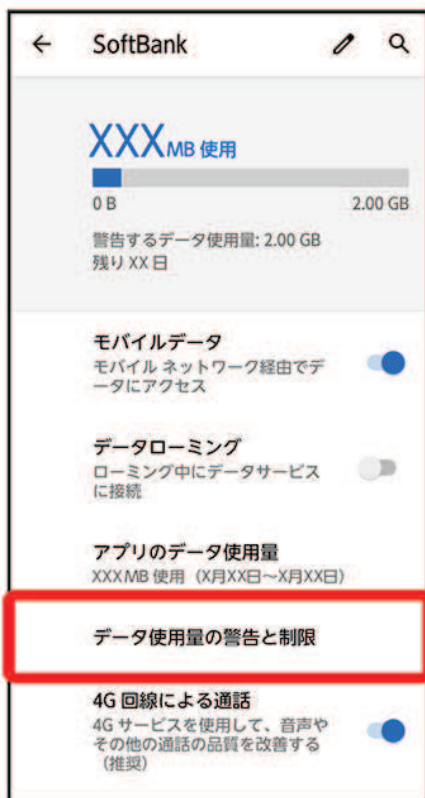 SoftBank
XXX MB 使用
0 B 2.00 GB
警告するデータ使用量: 2.00 GB
残り XX 日
モバイルデータ
モバイル ネットワーク経由でデ
ータにアクセス
データローミング
ローミング中にデータサービス
に接続
アプリのデータ使用量
XXX MB 使用（X月XX日～X月XX日）
データ使用量の警告と制限
4G 回線による通話
4G サービスを使用して、音声や
その他の通話の品質を改善する
（推奨）